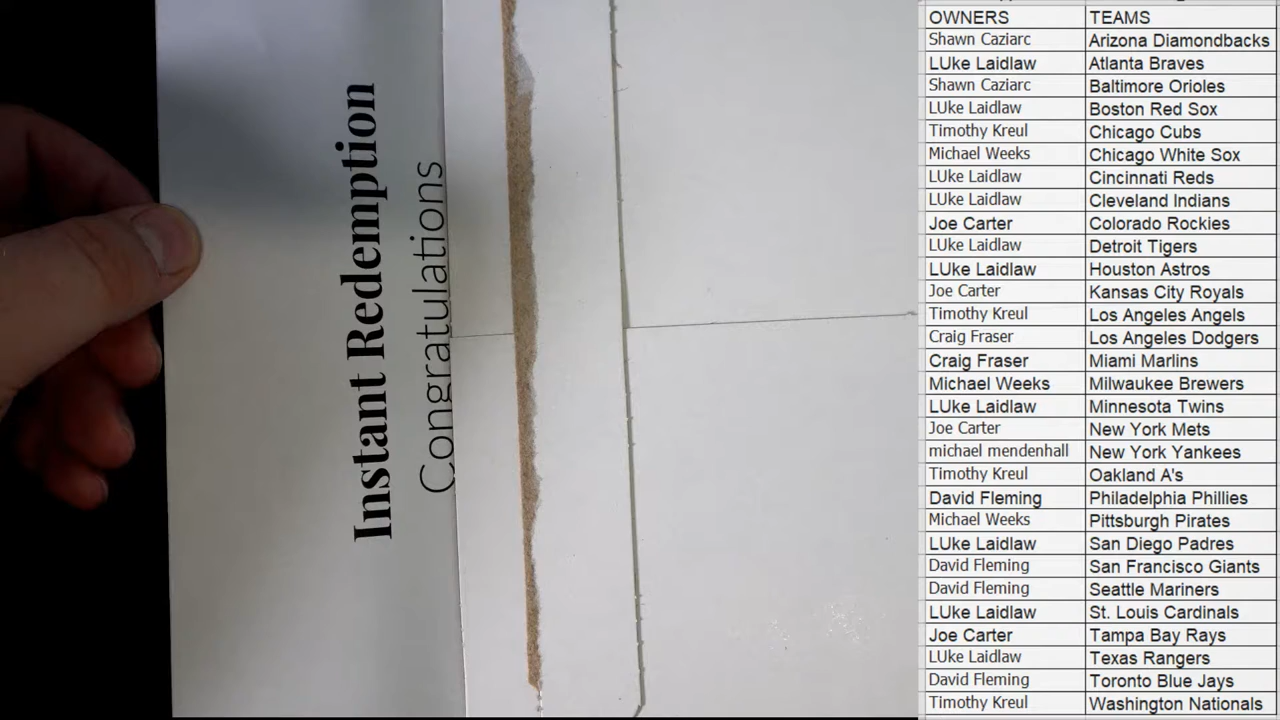 Instant Redemption
Congratulations
OWNERS TEAMS
Shawn Caziarc Arizona Diamondbacks
LUke Laidlaw Atlanta Braves
Shawn Caziarc Baltimore Orioles
LUke Laidlaw Boston Red Sox
Timothy Kreul Chicago Cubs
Michael Weeks Chicago White Sox
LUke Laidlaw Cincinnati Reds
LUke Laidlaw Cleveland Indians
Joe Carter Colorado Rockies
LUke Laidlaw Detroit Tigers
LUke Laidlaw Houston Astros
Joe Carter Kansas City Royals
Timothy Kreul Los Angeles Angels
Craig Fraser Los Angeles Dodgers
Craig Fraser Miami Marlins
Michael Weeks Milwaukee Brewers
LUke Laidlaw Minnesota Twins
Joe Carter New York Mets
michael mendenhall New York Yankees
Timothy Kreul Oakland A's
David Fleming Philadelphia Phillies
Michael Weeks Pittsburgh Pirates
LUke Laidlaw San Diego Padres
David Fleming San Francisco Giants
David Fleming Seattle Mariners
LUke Laidlaw St. Louis Cardinals
Joe Carter Tampa Bay Rays
LUke Laidlaw Texas Rangers
David Fleming Toronto Blue Jays
Timothy Kreul Washington Nationals